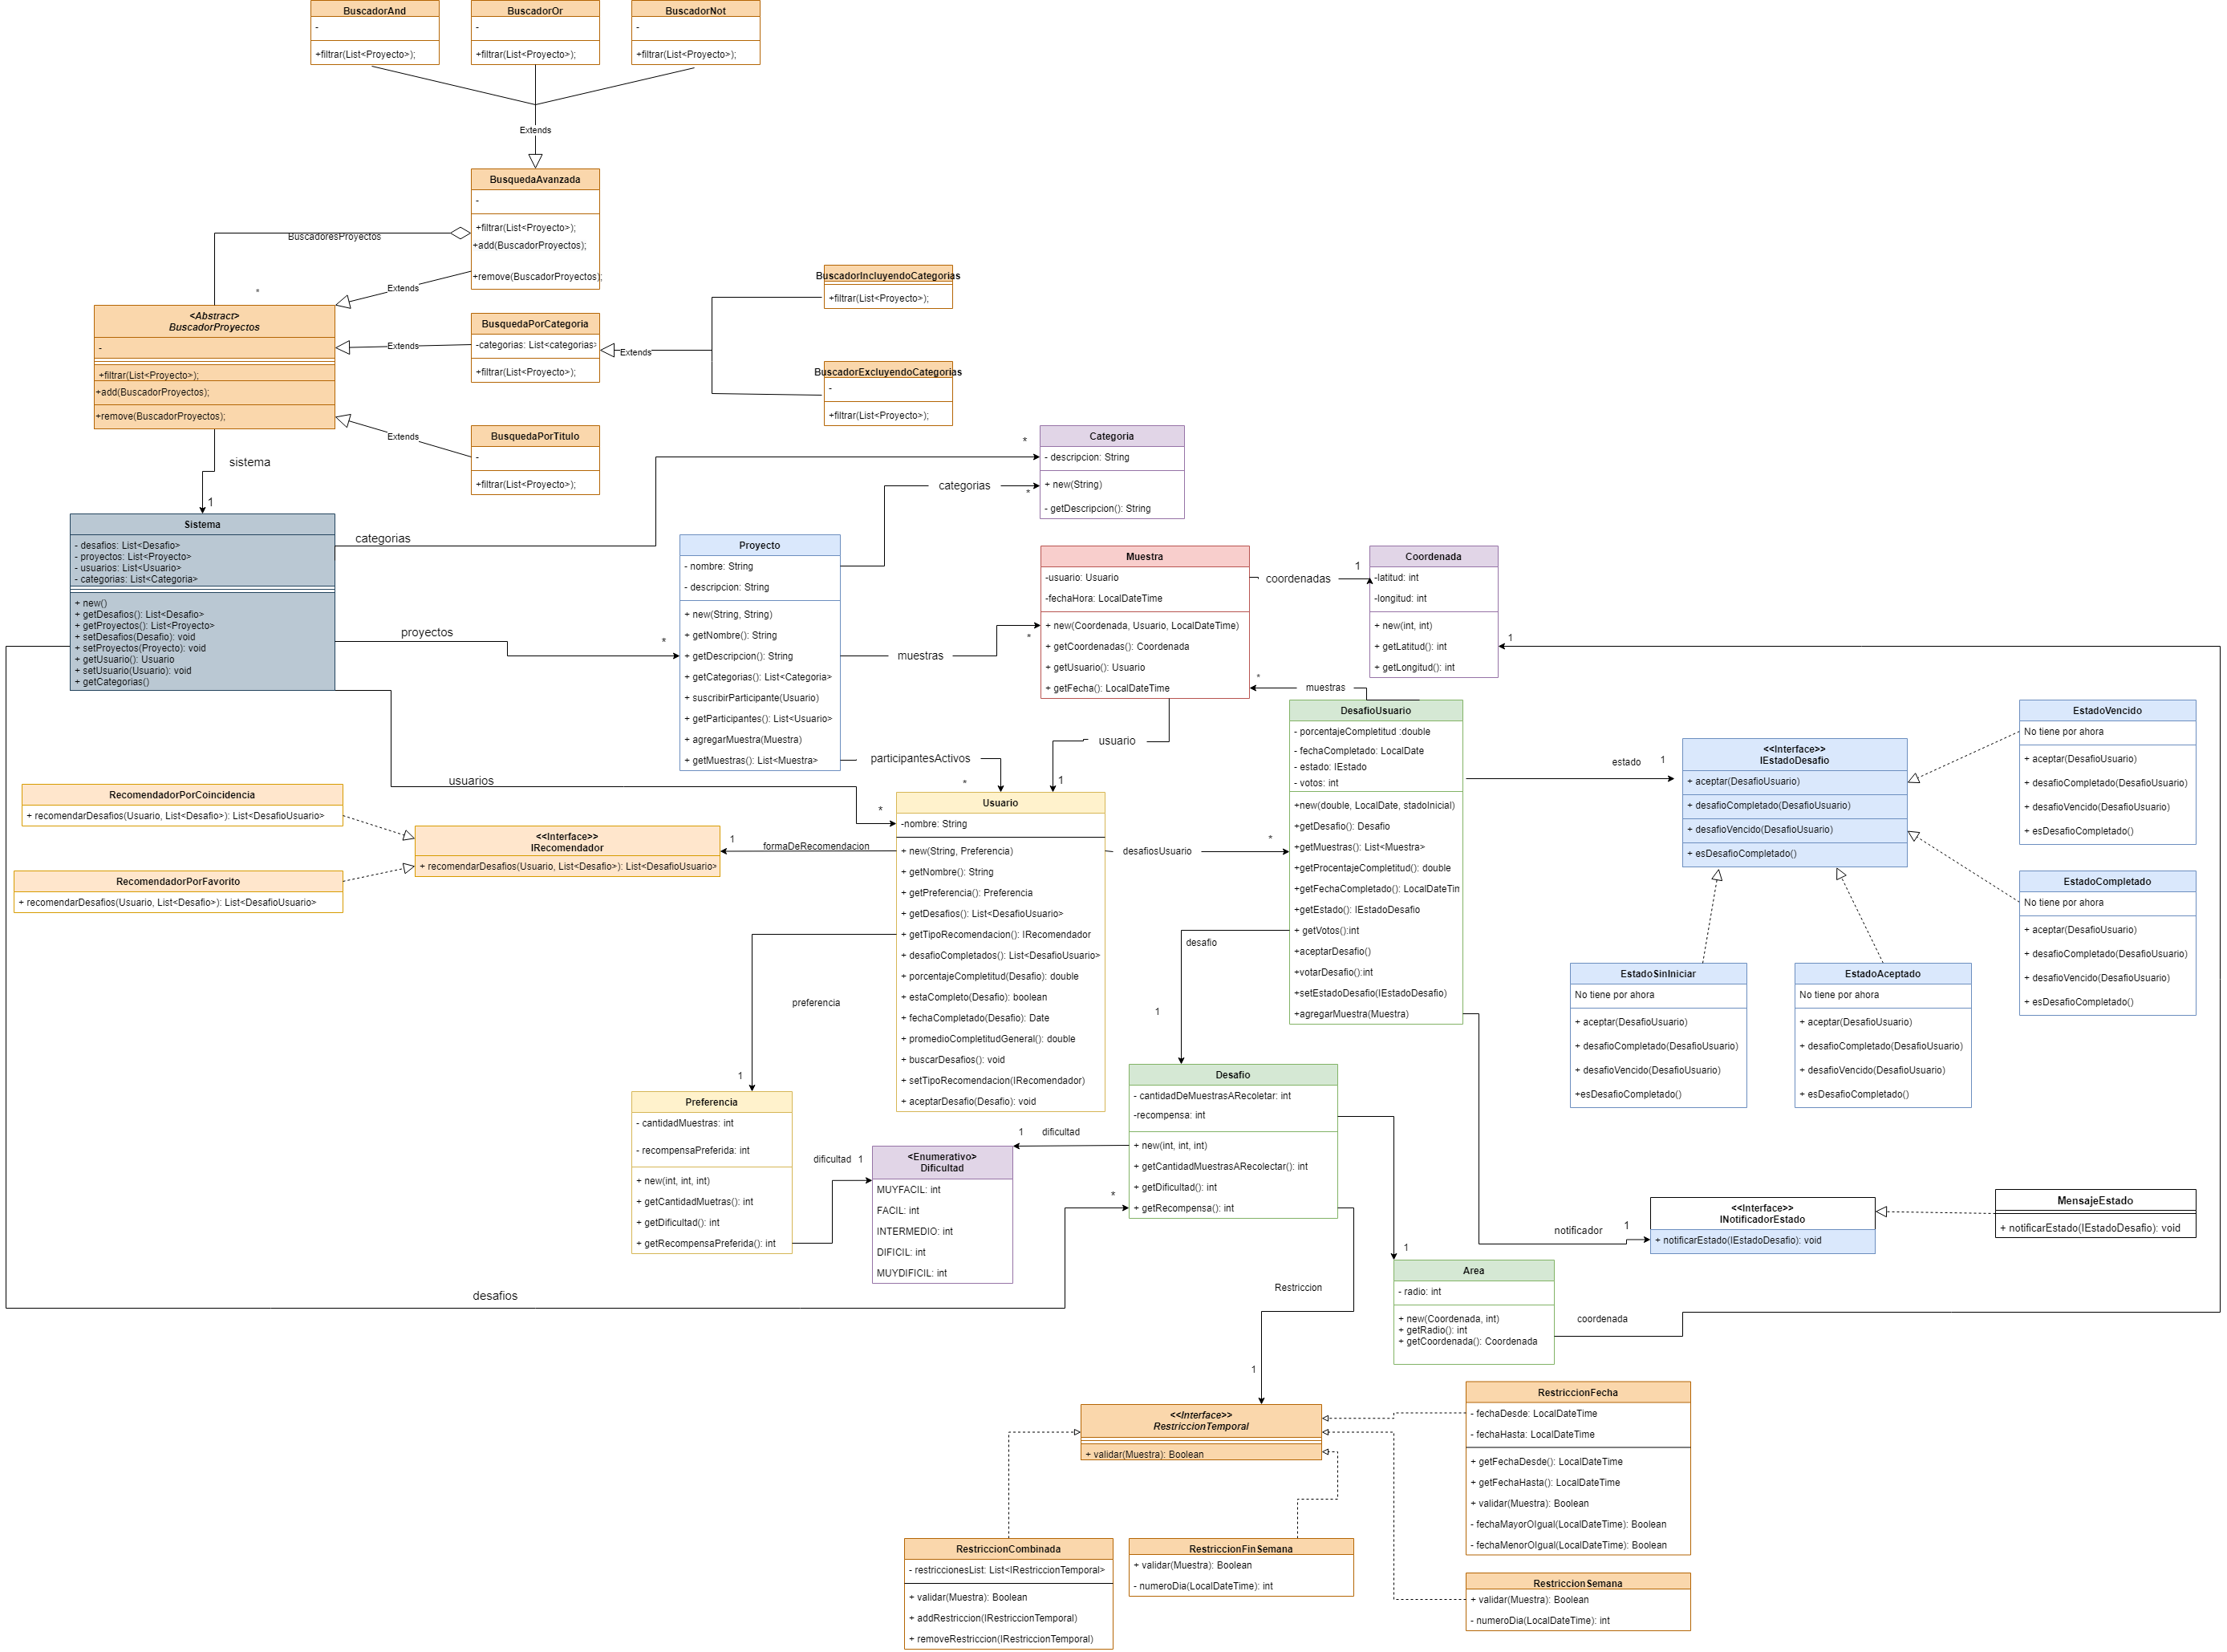 BuscadorAnd
-
+filtrar(List<Proyecto>);
BuscadorOr
-
+filtrar(List<Proyecto>);
BuscadorNot
-
+filtrar(List<Proyecto>);
Extends
BusquedaAvanzada
-
+filtrar(List<Proyecto>);
+add(BuscadorProyectos);
+remove(BuscadorProyectos);
BuscadoresProyectos
*
Extends
<Abstract>
BuscadorProyectos
-
+filtrar(List<Proyecto>);
+add(BuscadorProyectos);
+remove(BuscadorProyectos);
Extends
BusquedaPorCategoria
-categorias: List<categorias>
+filtrar(List<Proyecto>);
Extends
BuscadorIncluyendoCategorias
+filtrar(List<Proyecto>);
BuscadorExcluyendoCategorias
-
+filtrar(List<Proyecto>);
Extends
BusquedaPorTitulo
-
+filtrar(List<Proyecto>);
sistema
1
Sistema
- desafios: List<Desafio>
- proyectos: List<Proyecto>
- usuarios: List<Usuario>
- categorias: List<Categoria>
+ new()
+ getDesafios(): List<Desafio>
+ getProyectos(): List<Proyecto>
+ setDesafios(Desafio): void
+ setProyectos(Proyecto): void
+ getUsuario(): Usuario
+ setUsuario(Usuario): void
+ getCategorias()
categorias
*
Categoria
- descripcion: String
+ new(String)
- getDescripcion(): String
categorias
*
proyectos
*
Proyecto
- nombre: String
- descripcion: String
+ new(String, String)
+ getNombre(): String
+ getDescripcion(): String
+ getCategorias(): List<Categoria>
+ suscribirParticipante(Usuario)
+ getParticipantes(): List<Usuario>
+ agregarMuestra(Muestra)
+ getMuestras(): List<Muestra>
muestras
*
Muestra
-usuario: Usuario
-fechaHora: LocalDateTime
+ new(Coordenada, Usuario, LocalDateTime)
+ getCoordenadas(): Coordenada
+ getUsuario(): Usuario
+ getFecha(): LocalDateTime
coordenadas
1
Coordenada
-latitud: int
-longitud: int
+ new(int, int)
+ getLatitud(): int
+ getLongitud(): int
1
muestras
*
usuario
1
participantesActivos
*
usuarios
*
RecomendadorPorCoincidencia
+ recomendarDesafios(Usuario, List<Desafio>): List<DesafioUsuario>
RecomendadorPorFavorito
+ recomendarDesafios(Usuario, List<Desafio>): List<DesafioUsuario>
<<Interface>>
IRecomendador
+ recomendarDesafios(Usuario, List<Desafio>): List<DesafioUsuario>
1
formaDeRecomendacion
Usuario
-nombre: String
+ new(String, Preferencia)
+ getNombre(): String
+ getPreferencia(): Preferencia
+ getDesafios(): List<DesafioUsuario>
+ getTipoRecomendacion(): IRecomendador
+ desafioCompletados(): List<DesafioUsuario>
+ porcentajeCompletitud(Desafio): double
+ estaCompleto(Desafio): boolean
+ fechaCompletado(Desafio): Date
+ promedioCompletitudGeneral(): double
+ buscarDesafios(): void
+ setTipoRecomendacion(IRecomendador)
+ aceptarDesafio(Desafio): void
desafiosUsuario
*
DesafioUsuario
- porcentajeCompletitud :double
- fechaCompletado: LocalDate
- estado: IEstado
- votos: int
+new(double, LocalDate, stadoInicial)
+getDesafio(): Desafio
+getMuestras(): List<Muestra>
+getProcentajeCompletitud(): double
+getFechaCompletado(): LocalDateTim
+getEstado(): IEstadoDesafio
+ getVotos():int
+aceptarDesafio()
+votarDesafio():int
+setEstadoDesafio(IEstadoDesafio)
+agregarMuestra(Muestra)
estado
1
<<Interface>>
IEstadoDesafio
+ aceptar(DesafioUsuario)
+ desafioCompletado(DesafioUsuario)
+ desafioVencido(DesafioUsuario)
+ esDesafioCompletado()
EstadoVencido
No tiene por ahora
+ aceptar(DesafioUsuario)
+ desafioCompletado(DesafioUsuario)
+ desafioVencido(DesafioUsuario)
+ esDesafioCompletado()
EstadoCompletado
No tiene por ahora
+ aceptar(DesafioUsuario)
+ desafioCompletado(DesafioUsuario)
+ desafioVencido(DesafioUsuario)
+ esDesafioCompletado()
EstadoSinIniciar
No tiene por ahora
+ aceptar(DesafioUsuario)
+ desafioCompletado(DesafioUsuario)
+ desafioVencido(DesafioUsuario)
+esDesafioCompletado()
EstadoAceptado
No tiene por ahora
+ aceptar(DesafioUsuario)
+ desafioCompletado(DesafioUsuario)
+ desafioVencido(DesafioUsuario)
+ esDesafioCompletado()
desafio
1
preferencia
1
Preferencia
- cantidadMuestras: int
- recompensaPreferida: int
+ new(int, int, int)
+ getCantidadMuetras(): int
+ getDificultad(): int
+ getRecompensaPreferida(): int
dificultad 1
<Enumerativo>
Dificultad
MUYFACIL: int
FACIL: int
INTERMEDIO: int
DIFICIL: int
MUYDIFICIL: int
1 dificultad
Desafio
- cantidadDeMuestrasARecoletar: int
-recompensa: int
+ new(int, int, int)
+ getCantidadMuestrasARecolectar(): int
+ getDificultad(): int
+ getRecompensa(): int
*
desafios
1
notificador
1
<<Interface>>
INotificadorEstado
+ notificarEstado(IEstadoDesafio): void
MensajeEstado
+ notificarEstado(IEstadoDesafio): void
Area
- radio: int
+ new(Coordenada, int)
+ getRadio(): int
+ getCoordenada(): Coordenada
coordenada
Restriccion
1
<<Interface>>
RestriccionTemporal
+ validar(Muestra): Boolean
RestriccionFecha
- fechaDesde: LocalDateTime
- fechaHasta: LocalDateTime
+ getFechaDesde(): LocalDateTime
+ getFechaHasta(): LocalDateTime
+ validar(Muestra): Boolean
- fechaMayorOIgual(LocalDateTime): Boolean
- fechaMenorOIgual(LocalDateTime): Boolean
RestriccionCombinada
- restriccionesList: List<IRestriccionTemporal>
+ validar(Muestra): Boolean
+ addRestriccion(IRestriccionTemporal)
+ removeRestriccion(IRestriccionTemporal)
RestriccionFinSemana
+ validar(Muestra): Boolean
- numeroDia(LocalDateTime): int
RestriccionSemana
+ validar(Muestra): Boolean
- numeroDia(LocalDateTime): int